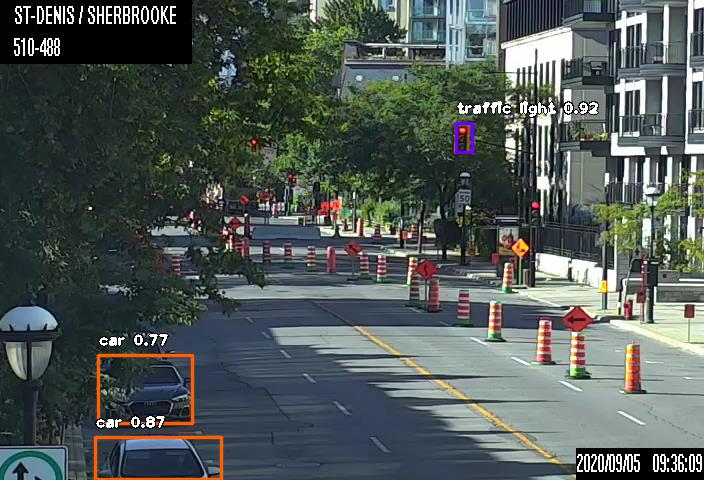 ST-DENIS / SHERBROOKE
510-488
traffic light 0.92
50
car 0.77
car 0.87
2020/09/05 09:36:09